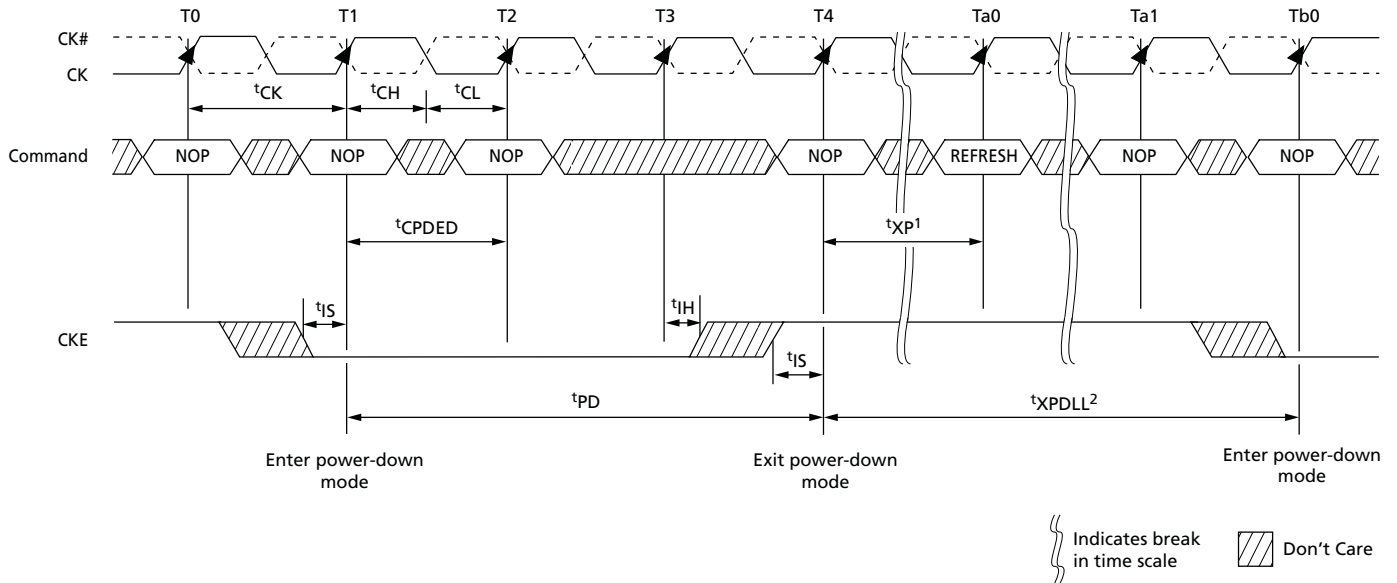 T0 T1 T2 T3 T4 Ta0 Ta1 Tb0
CK#
CK
tCK tCH tCL
Command NOP NOP NOP NOP REFRESH NOP NOP
tCPDED tXP1
tIS tIH
CKE
tIS
tPD tXPDLL2
Enter power-down
mode
Exit power-down
mode
Enter power-down
mode
Indicates break
in time scale
Don't Care